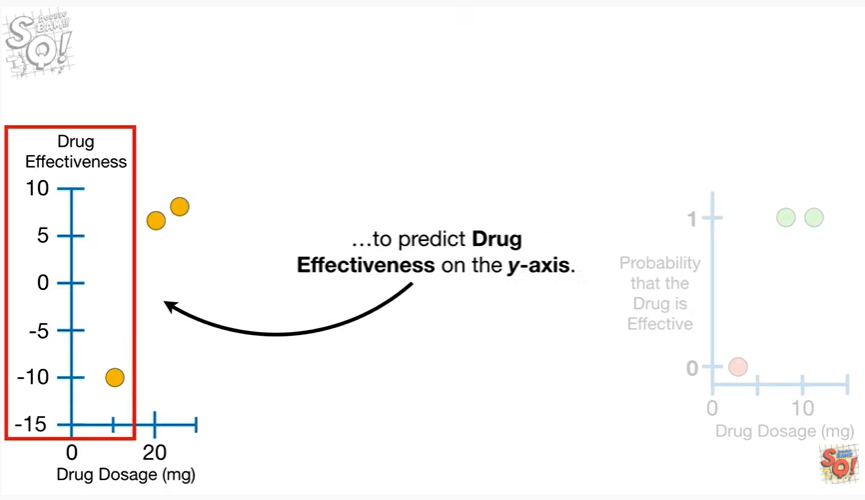 Drug
Effectiveness
10
5
0
-5
-10
-15
0
20
Drug Dosage (mg)
…to predict Drug
Effectiveness on the y-axis.
1
Probability
that the
Drug is
Effective
0
0
10
Drug Dosage (mg)
SQ!